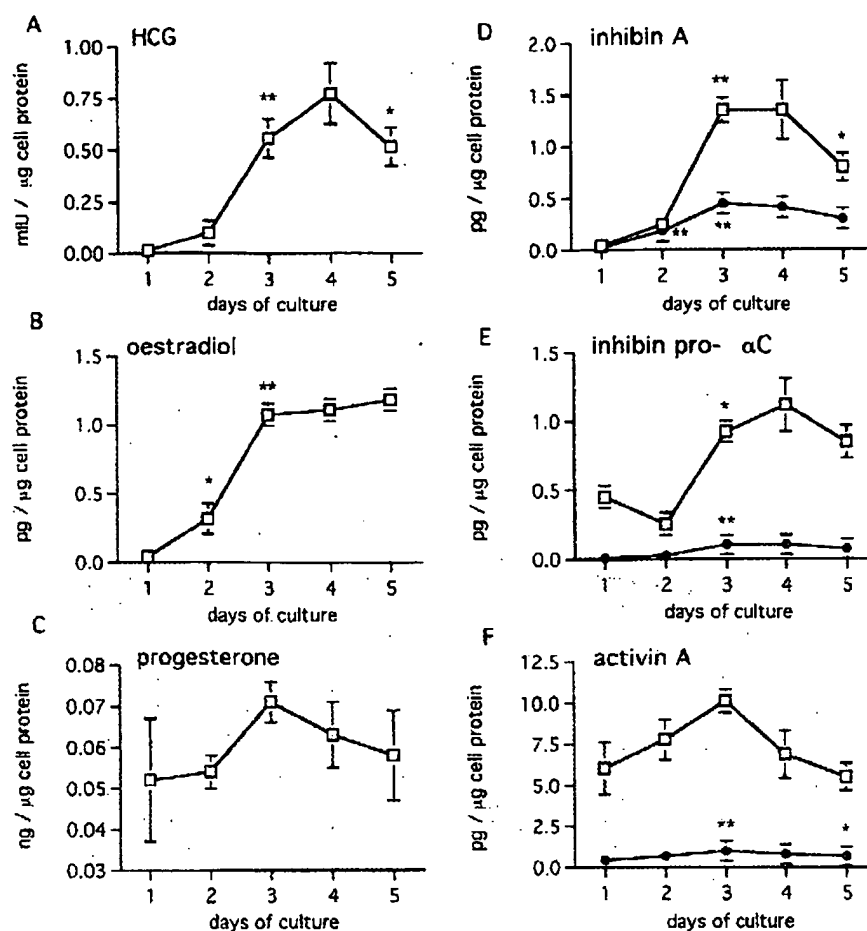 A
HCG
1.00
0.75
0.50
0.25
0.00
mIU / µg cell protein
**
*
1 2 3 4 5
days of culture
B
oestradiol
1.5
1.0
0.5
0.0
pg / µg cell protein
*
**
1 2 3 4 5
days of culture
C
progesterone
0.08
0.07
0.06
0.05
0.04
0.03
ng / µg cell protein
1 2 3 4 5
days of culture
D
inhibin A
2.0
1.5
1.0
0.5
0.0
pg / µg cell protein
**
*
** **
1 2 3 4 5
days of culture
E
inhibin pro- αC
1.5
1.0
0.5
0.0
pg / µg cell protein
*
**
1 2 3 4 5
days of culture
F
activin A
12.5
10.0
7.5
5.0
2.5
0.0
pg / µg cell protein
**
*
1 2 3 4 5
days of culture